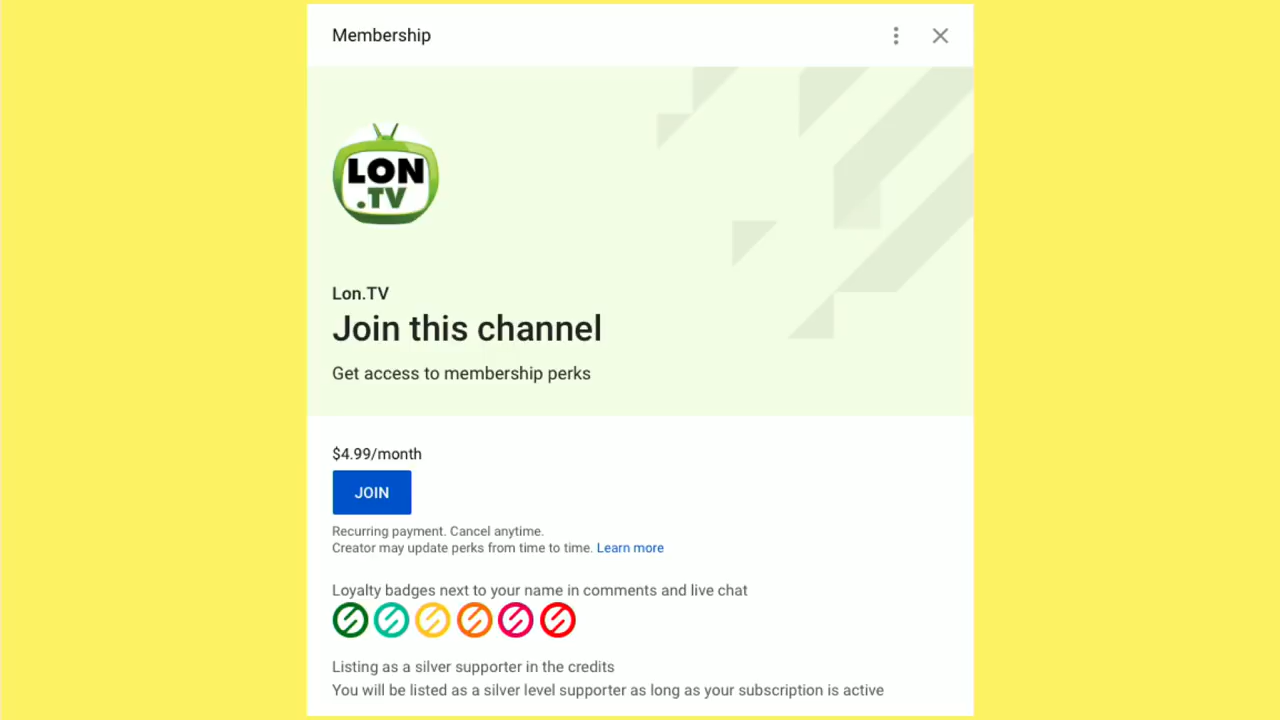 Membership
LON
.TV
Lon.TV
Join this channel
Get access to membership perks
$4.99/month
JOIN
Recurring payment. Cancel anytime.
Creator may update perks from time to time. Learn more
Loyalty badges next to your name in comments and live chat
Listing as a silver supporter in the credits
You will be listed as a silver level supporter as long as your subscription is active